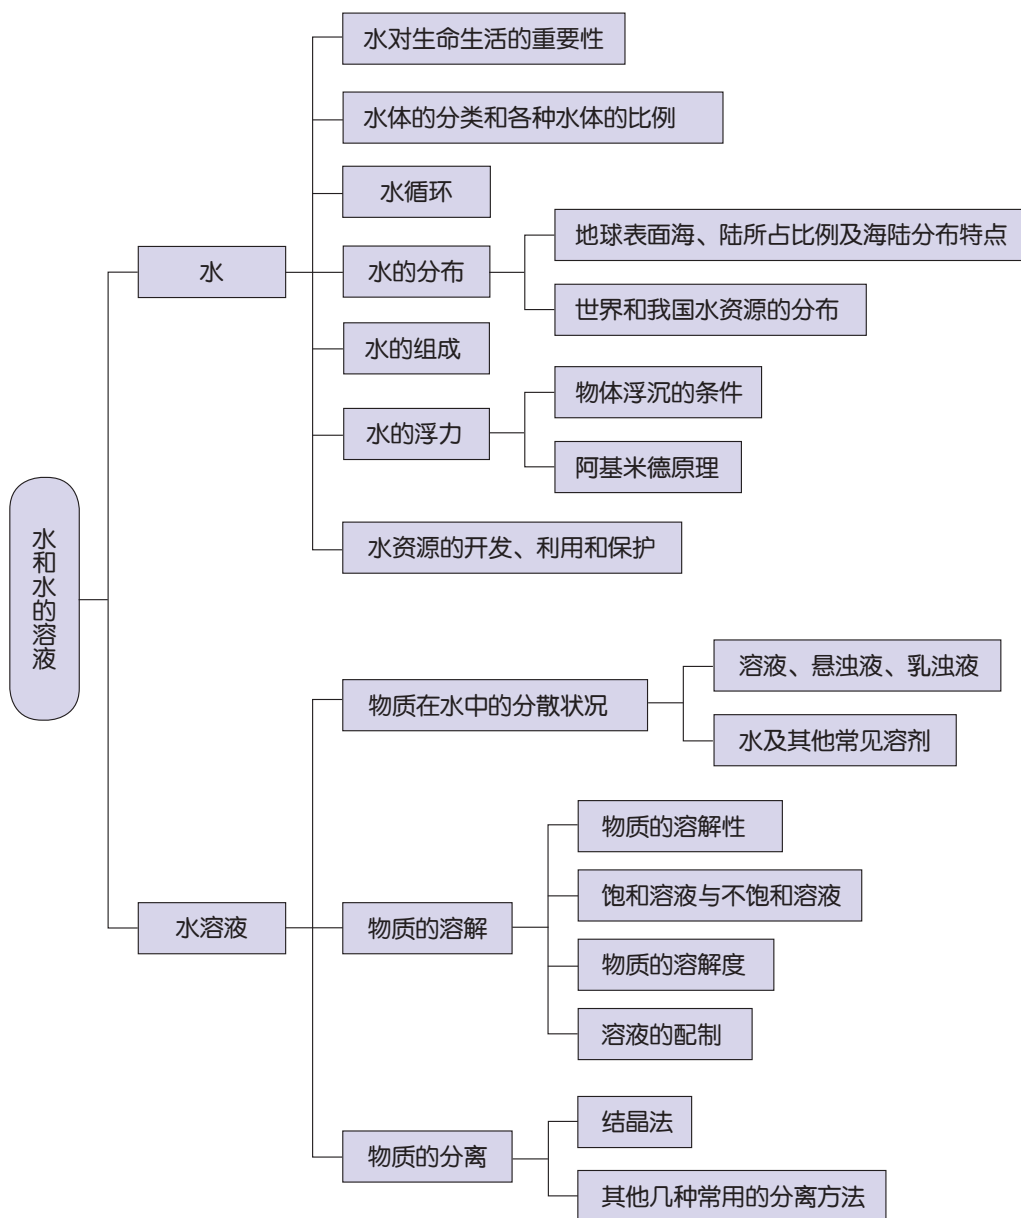 水和水的溶液
水
水对生命生活的重要性
水体的分类和各种水体的比例
水循环
水的分布
地球表面海、陆所占比例及海陆分布特点
世界和我国水资源的分布
水的组成
水的浮力
物体浮沉的条件
阿基米德原理
水资源的开发、利用和保护
水溶液
物质在水中的分散状况
溶液、悬浊液、乳浊液
水及其他常见溶剂
物质的溶解
物质的溶解性
饱和溶液与不饱和溶液
物质的溶解度
溶液的配制
物质的分离
结晶法
其他几种常用的分离方法